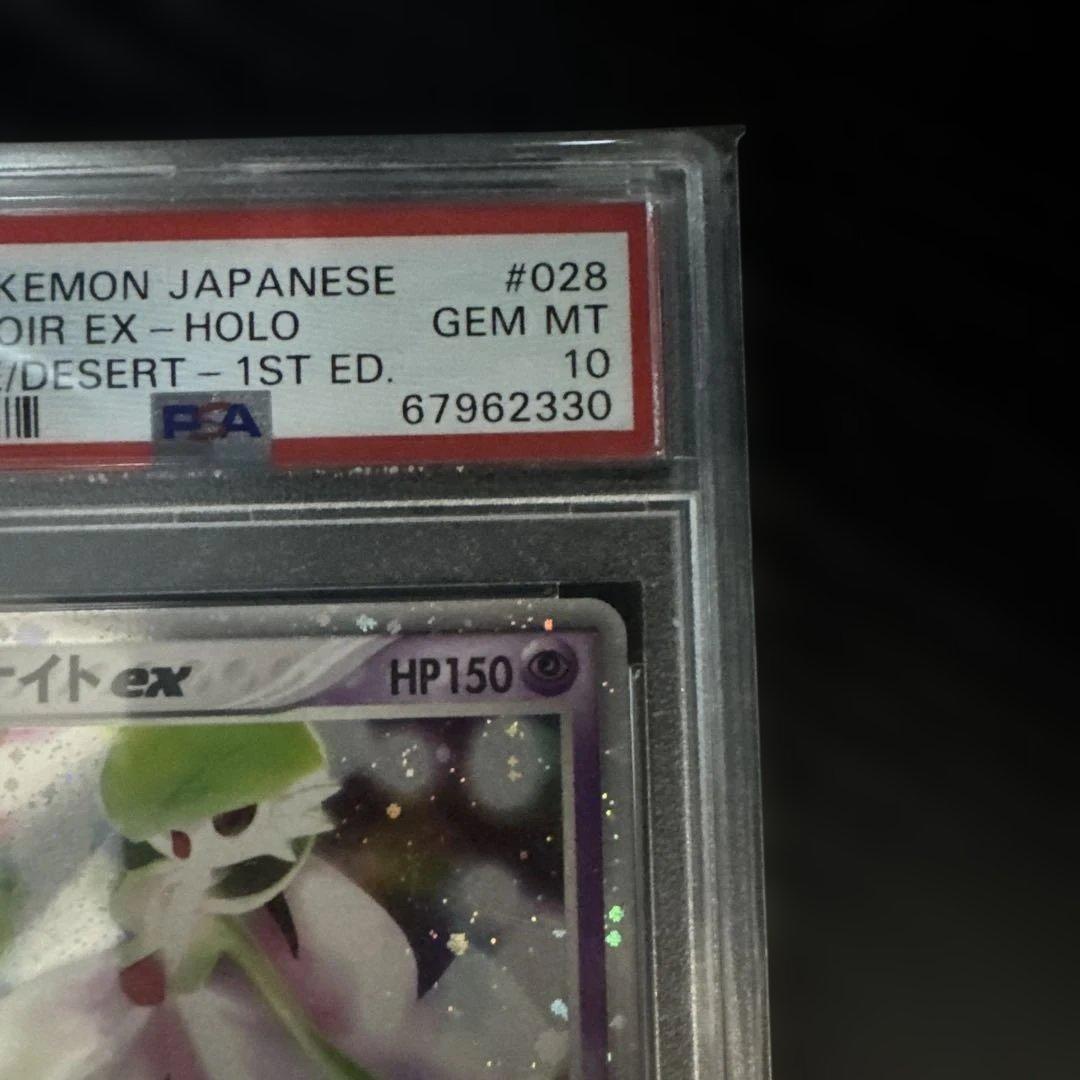 KEMON JAPANESE #028
OIR EX – HOLO GEM MT
/DESERT – 1ST ED. 10
PSA 67962330
イトex HP150